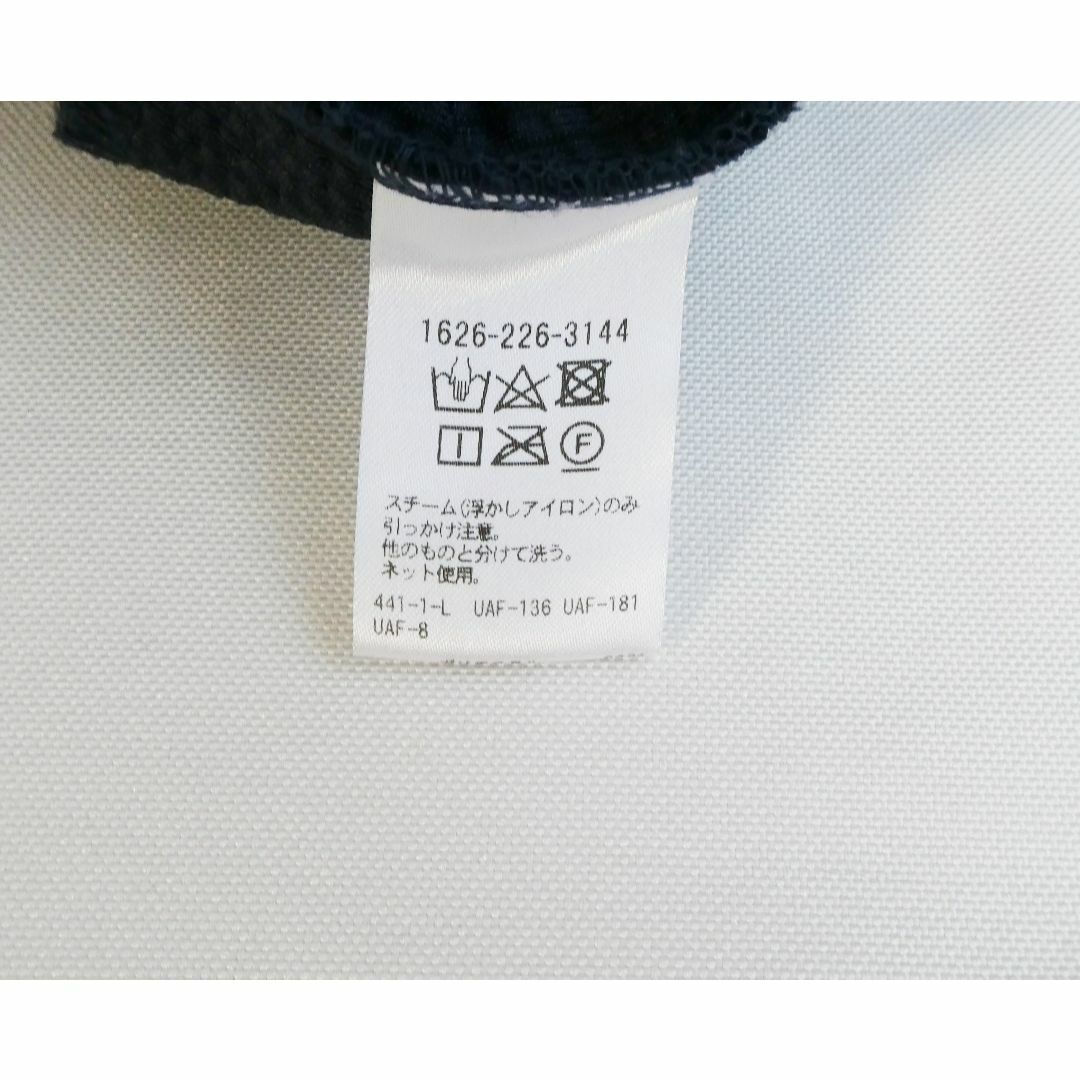 1626-226-3144
F
スチーム(浮かしアイロン)のみ
引っかけ注意。
他のものと分けて洗う。
ネット使用。
441-1-L UAF-136 UAF-181
UAF-8